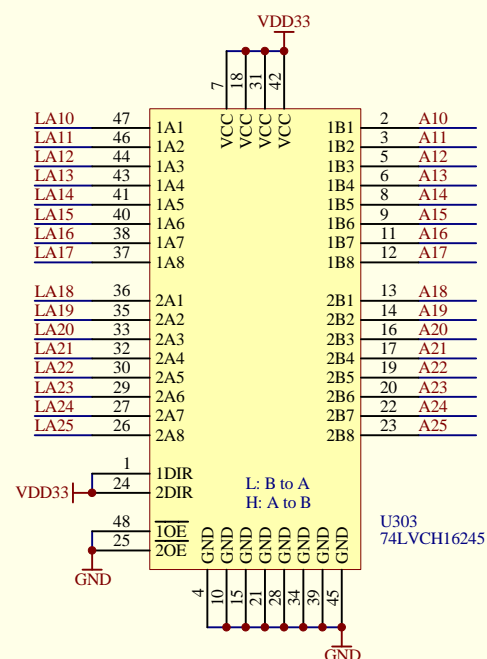 VDD33
7 18 31 42
VCC VCC VCC VCC
LA10 47 1A1 1B1 2 A10
LA11 46 1A2 1B2 3 A11
LA12 44 1A3 1B3 5 A12
LA13 43 1A4 1B4 6 A13
LA14 41 1A5 1B5 8 A14
LA15 40 1A6 1B6 9 A15
LA16 38 1A7 1B7 11 A16
LA17 37 1A8 1B8 12 A17
LA18 36 2A1 2B1 13 A18
LA19 35 2A2 2B2 14 A19
LA20 33 2A3 2B3 16 A20
LA21 32 2A4 2B4 17 A21
LA22 30 2A5 2B5 19 A22
LA23 29 2A6 2B6 20 A23
LA24 27 2A7 2B7 22 A24
LA25 26 2A8 2B8 23 A25
1 1DIR
VDD33 24 2DIR
L: B to A
H: A to B
48 1OE
25 2OE
GND
U303
74LVCH16245
GND GND GND GND GND GND GND GND
4 10 15 21 28 34 39 45
GND